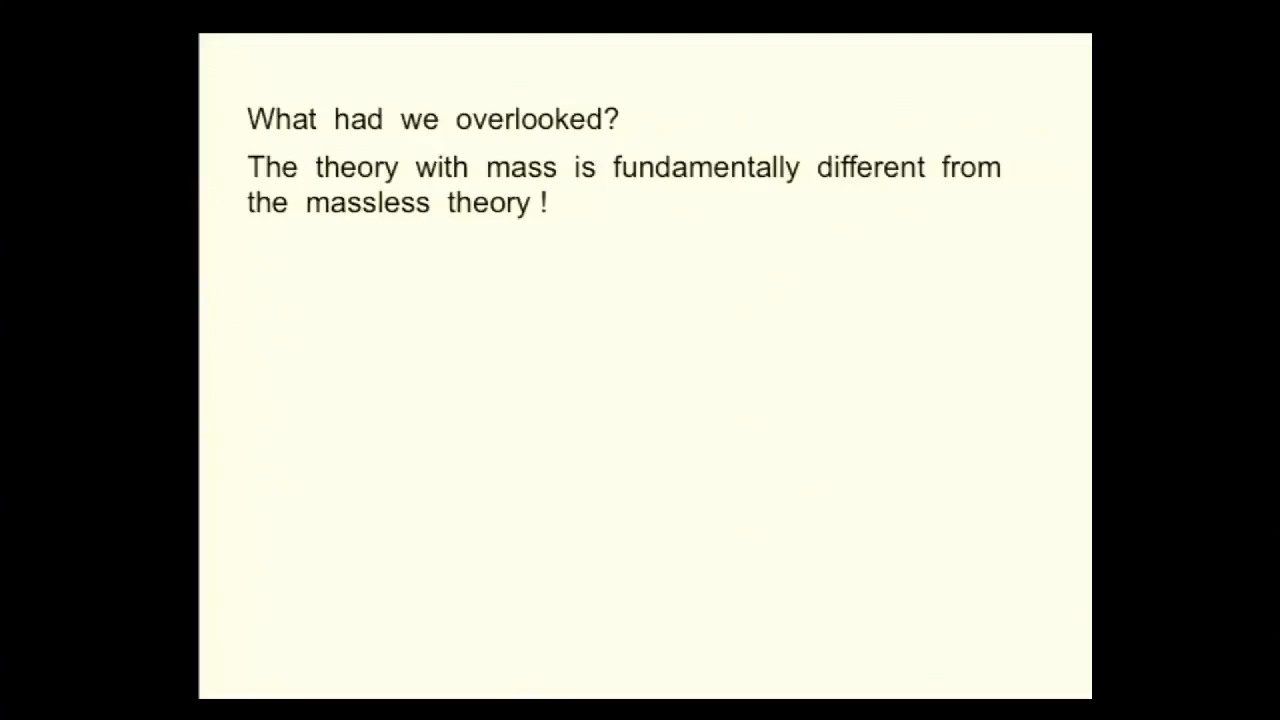 What had we overlooked?
The theory with mass is fundamentally different from
the massless theory !